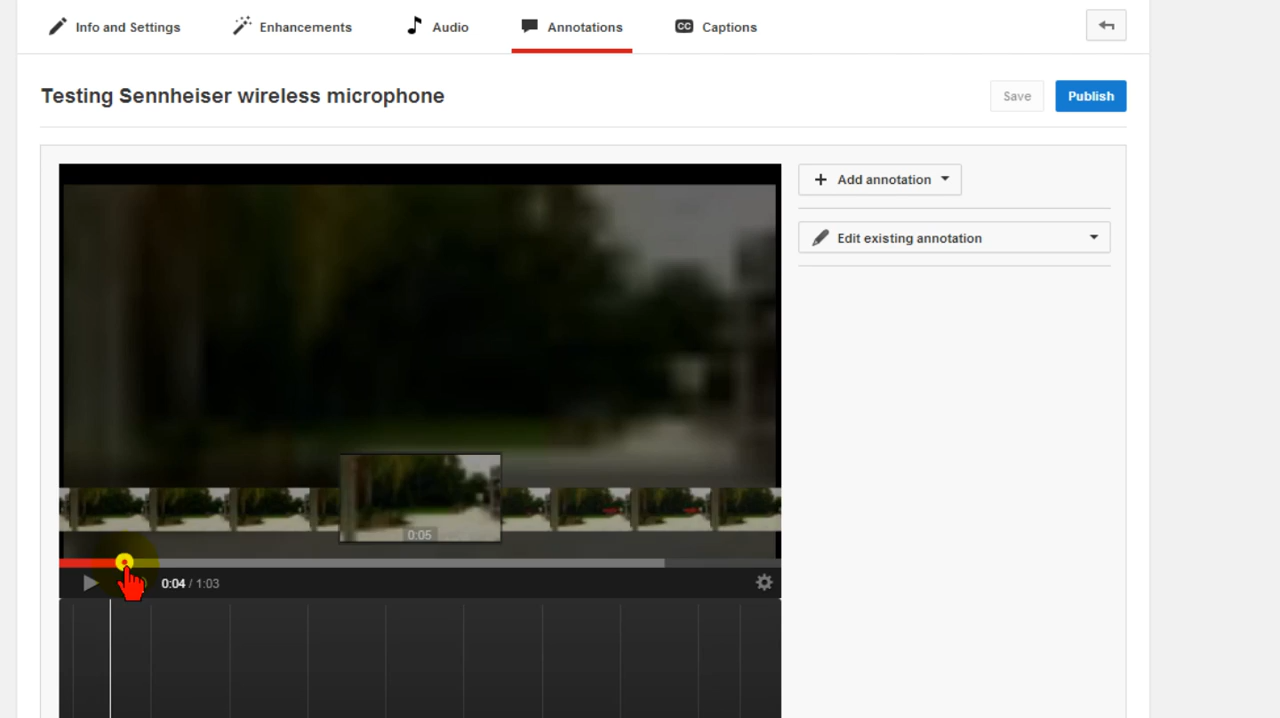 Info and Settings
Enhancements
Audio
Annotations
CC Captions
Testing Sennheiser wireless microphone
Save
Publish
+ Add annotation
Edit existing annotation
0:05
0:04 / 1:03